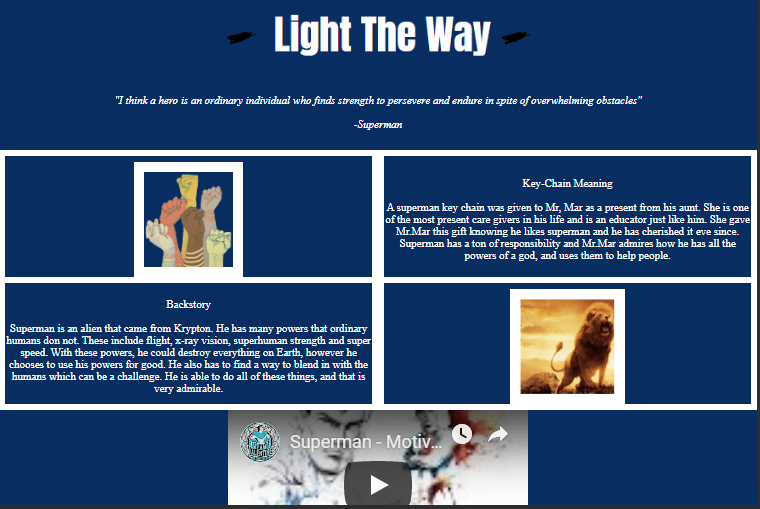 Light The Way
"I think a hero is an ordinary individual who finds strength to persevere and endure in spite of overwhelming obstacles"
-Superman
Key-Chain Meaning
A superman key chain was given to Mr, Mar as a present from his aunt. She is one
of the most present care givers in his life and is an educator just like him. She gave
Mr.Mar this gift knowing he likes superman and he has cherished it eve since.
Superman has a ton of responsibility and Mr.Mar admires how he has all the
powers of a god, and uses them to help people.
Backstory
Superman is an alien that came from Krypton. He has many powers that ordinary
humans don not. These include flight, x-ray vision, superhuman strength and super
speed. With these powers, he could destroy everything on Earth, however he
chooses to use his powers for good. He also has to find a way to blend in with the
humans which can be a challenge. He is able to do all of these things, and that is
very admirable.
Superman - Motiv...